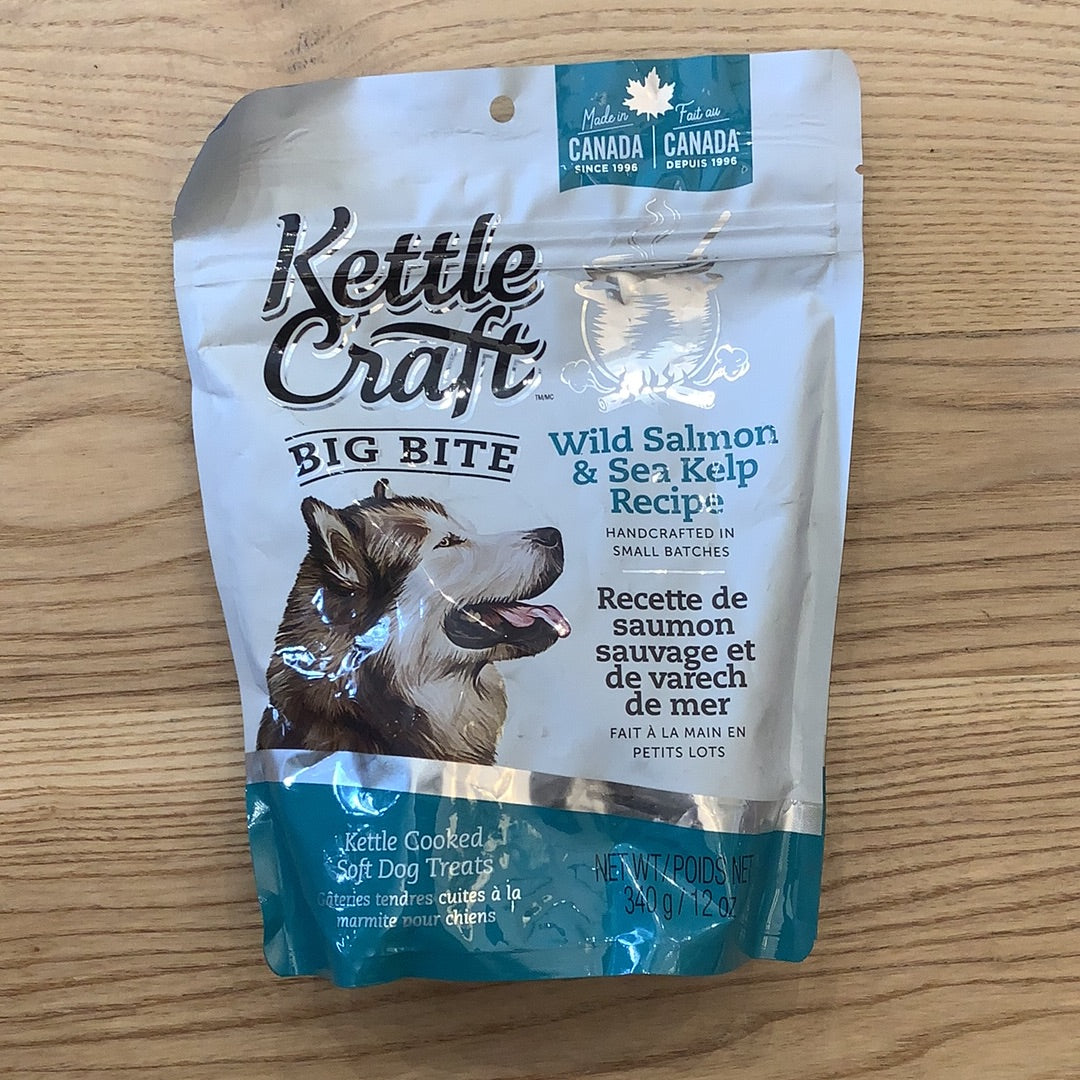 Made in
CANADA
SINCE 1996
Fait au
CANADA
DEPUIS 1996
Kettle
Craft
TM/MC
BIG BITE
Wild Salmon
& Sea Kelp
Recipe
HANDCRAFTED IN
SMALL BATCHES
Recette de
saumon
sauvage et
de varech
de mer
FAIT À LA MAIN EN
PETITS LOTS
Kettle Cooked
Soft Dog Treats
Gâteries tendres cuites à la
marmite pour chiens
NET WT/POIDS NET
340 g / 12 oz